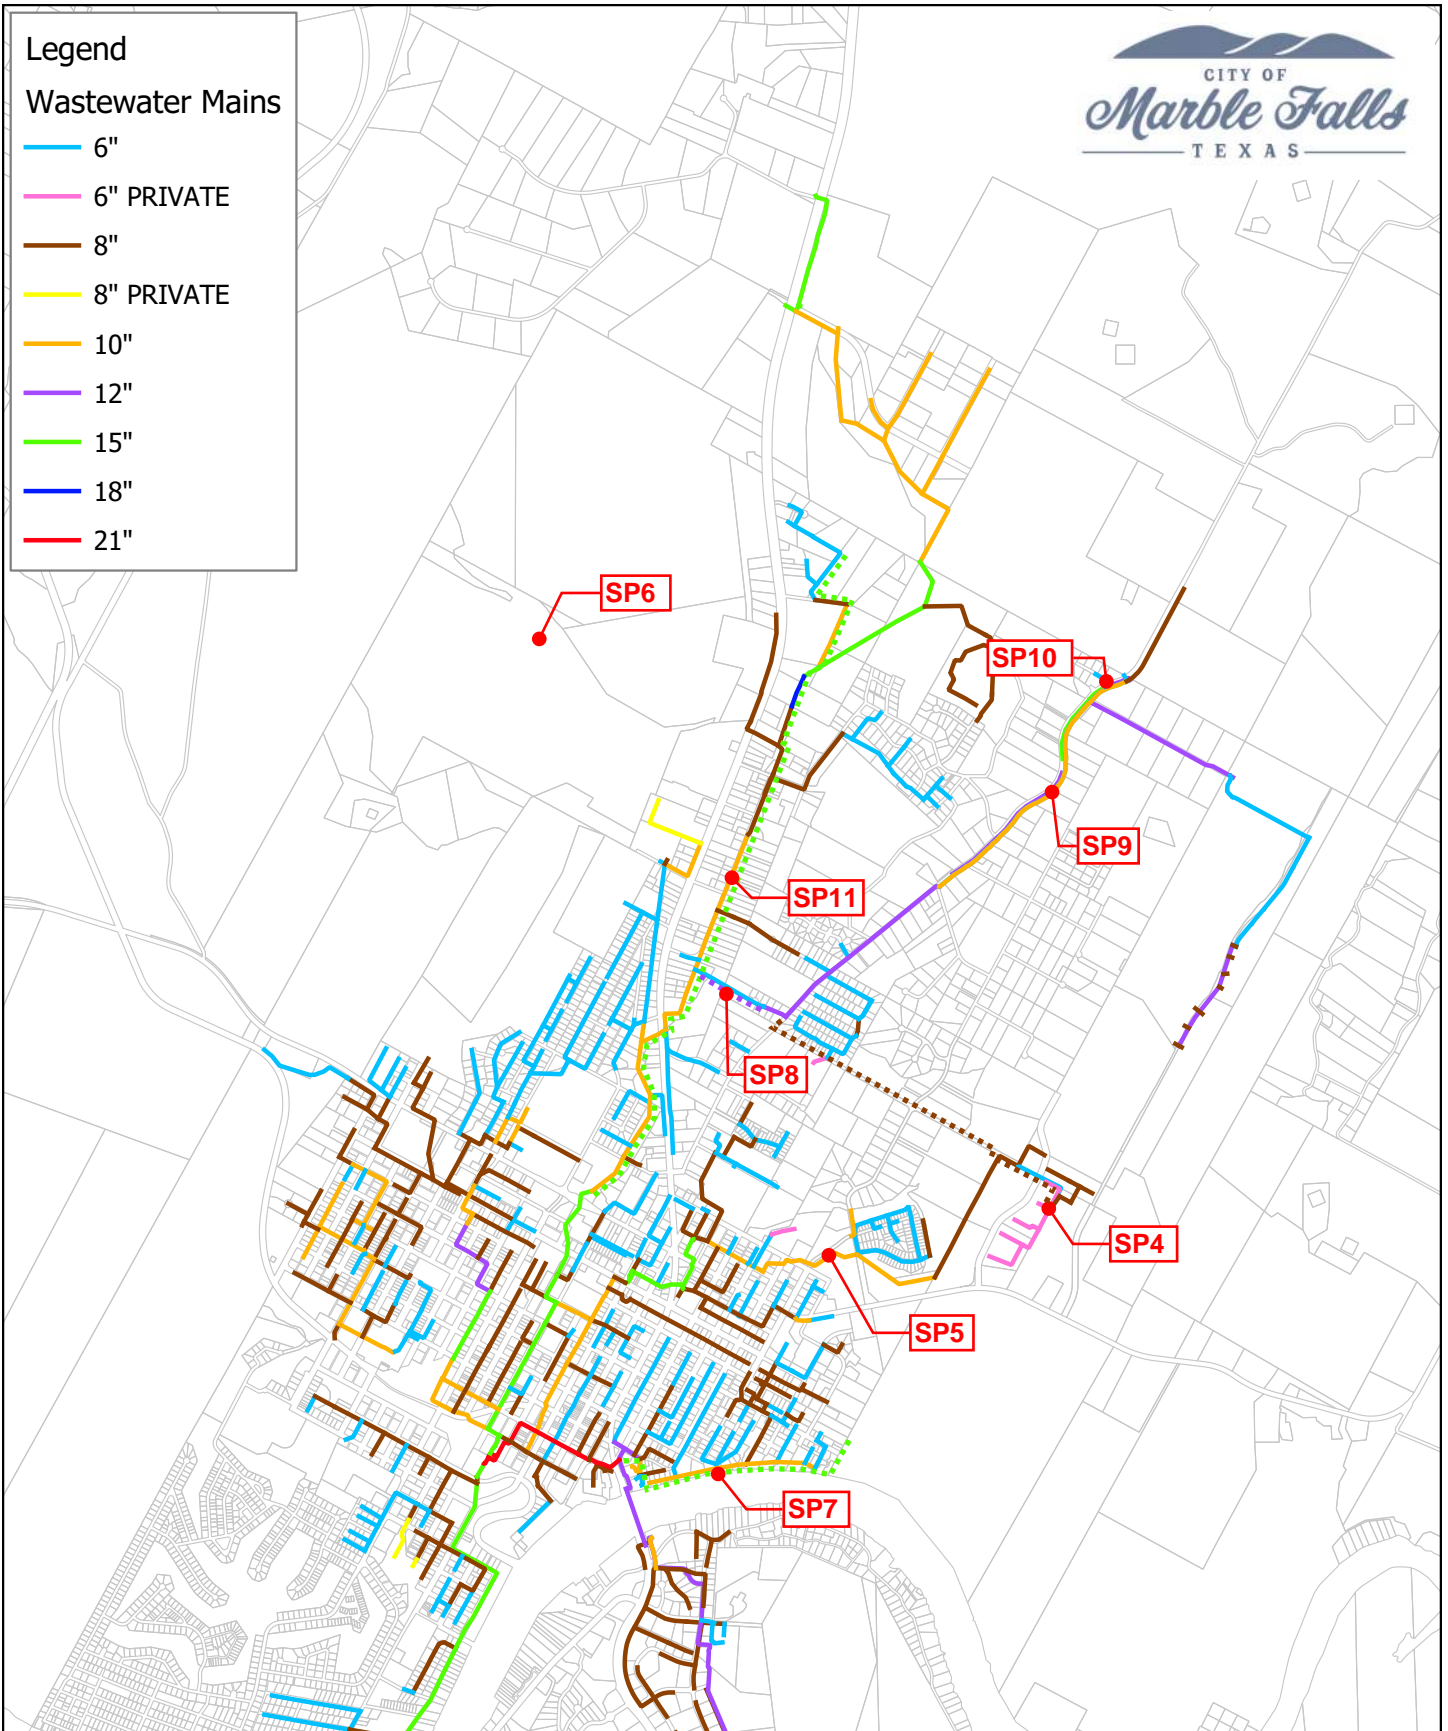 Legend
Wastewater Mains
6"
6" PRIVATE
8"
8" PRIVATE
10"
12"
15"
18"
21"
CITY OF
Marble Falls
TEXAS
SP6
SP10
SP9
SP11
SP8
SP4
SP5
SP7